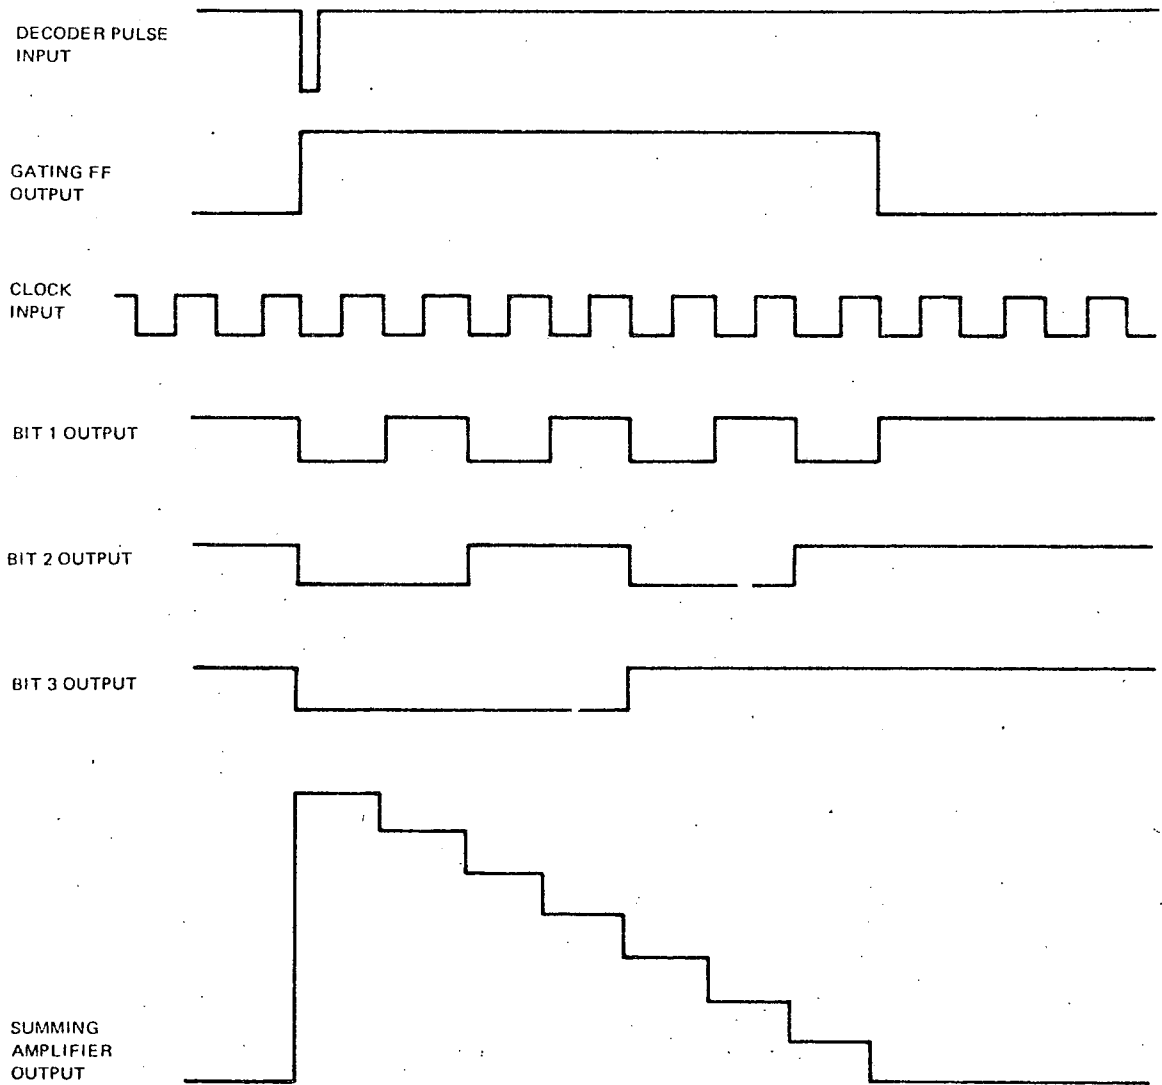 DECODER PULSE
INPUT
GATING FF
OUTPUT
CLOCK
INPUT
BIT 1 OUTPUT
BIT 2 OUTPUT
BIT 3 OUTPUT
SUMMING
AMPLIFIER
OUTPUT